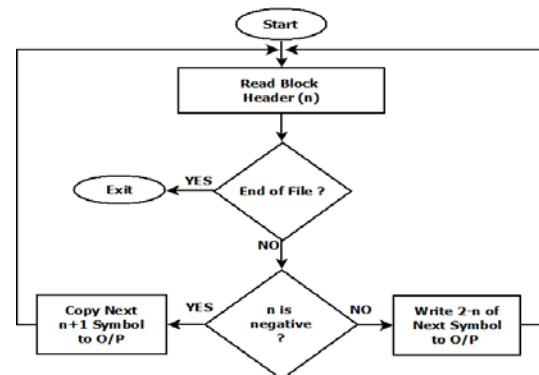 Start
Read Block
Header (n)
End of File ?
YES
Exit
NO
n is
negative
?
YES
Copy Next
n+1 Symbol
to O/P
NO
Write 2-n of
Next Symbol
to O/P